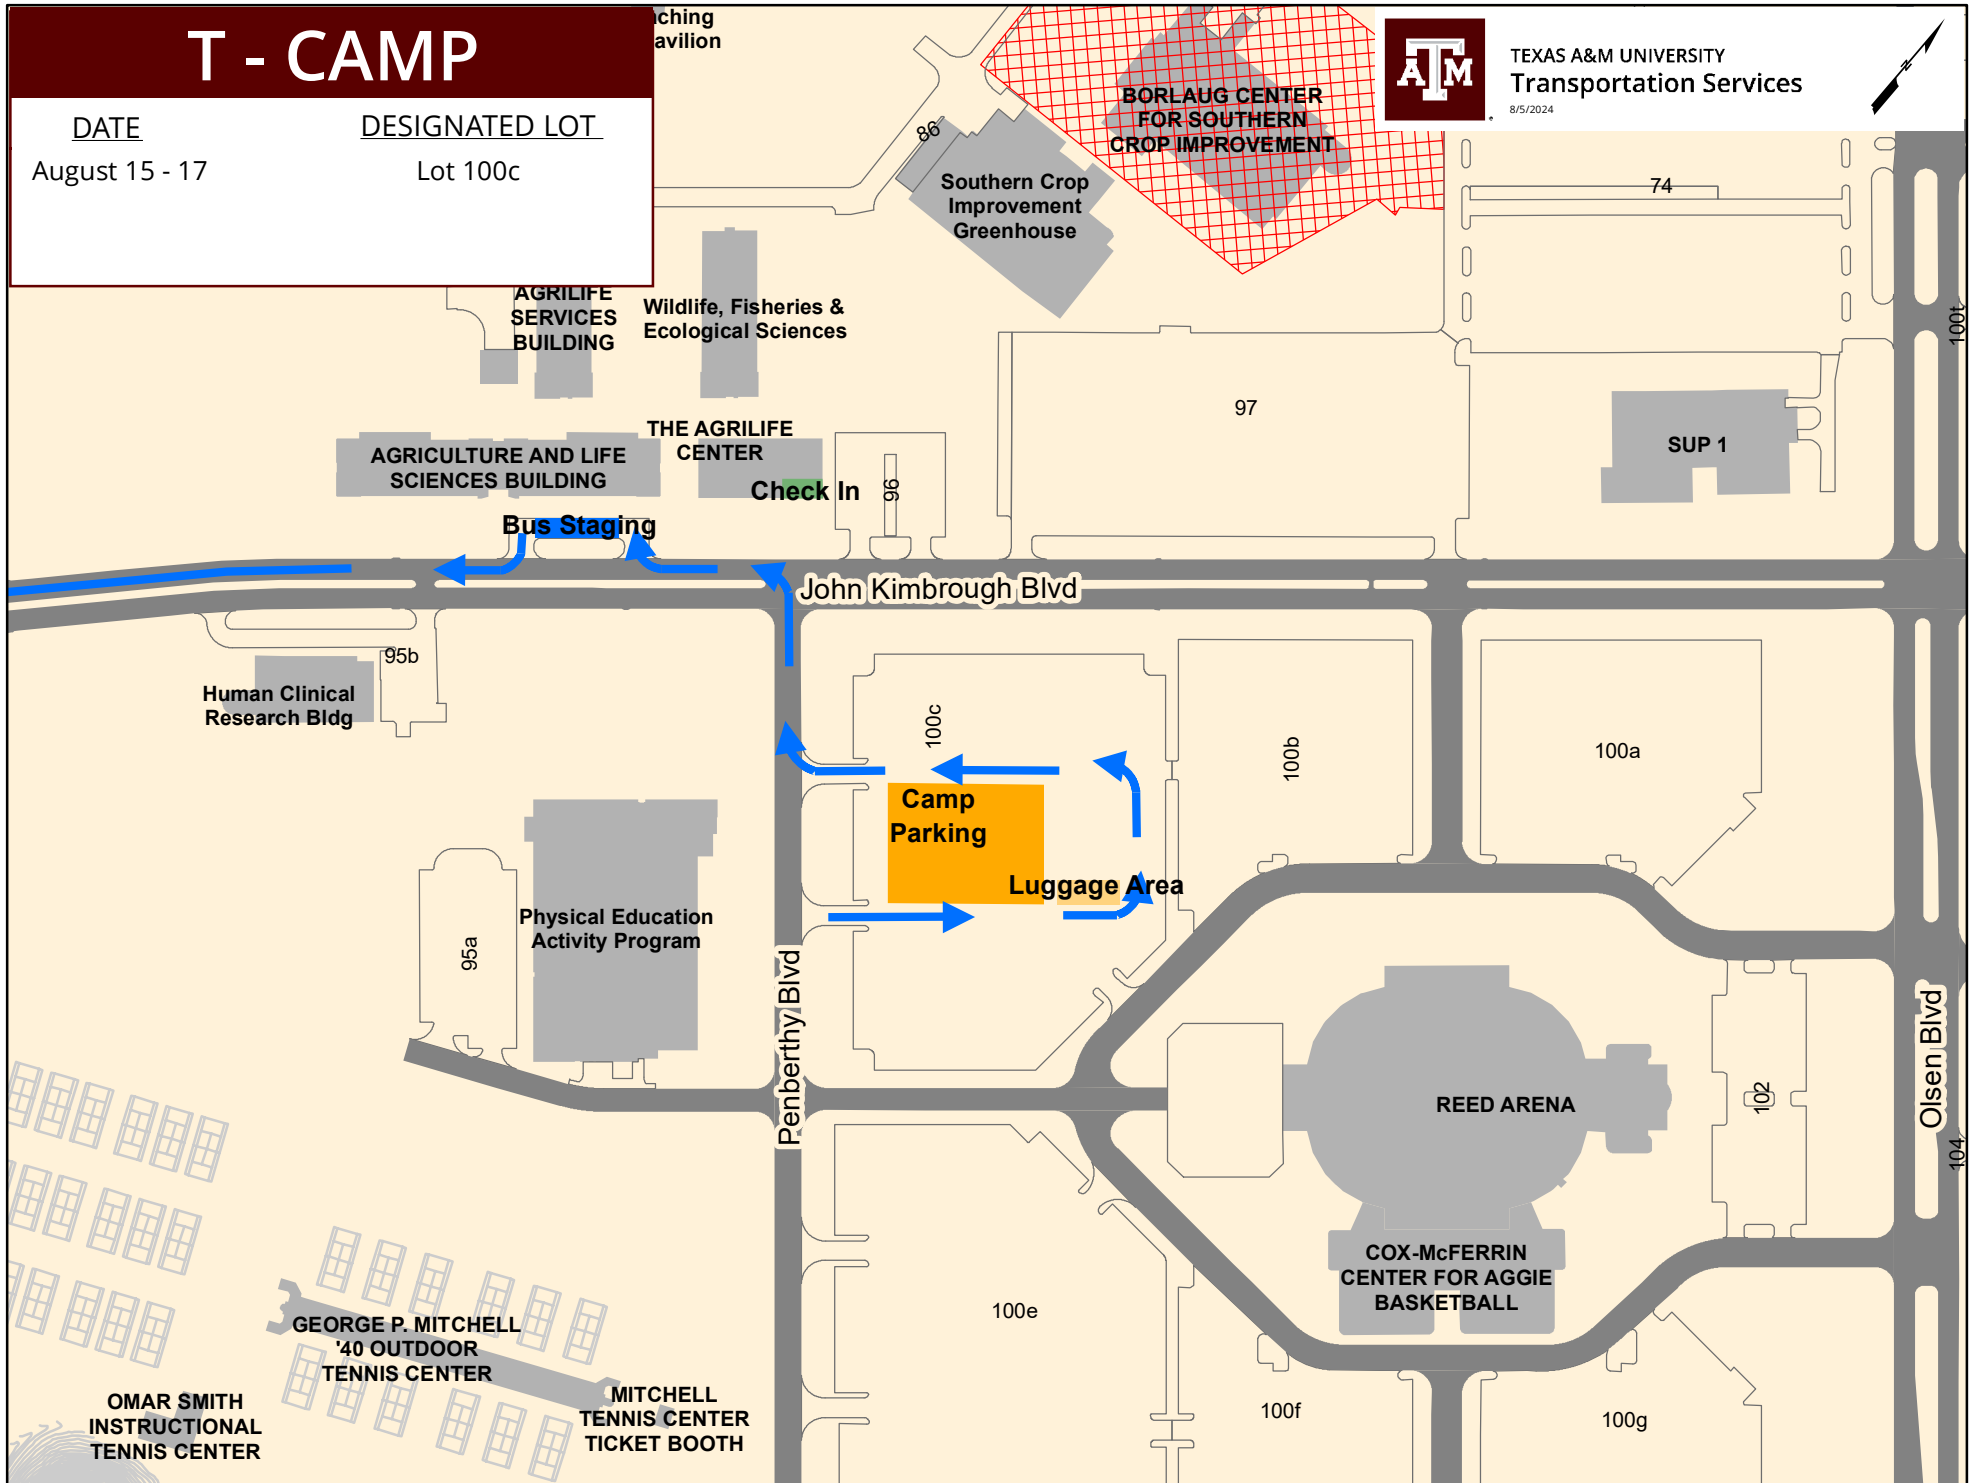 T - CAMP
DATE
DESIGNATED LOT
August 15 - 17
Lot 100c
avilion
TEXAS A&M UNIVERSITY
Transportation Services
8/5/2024
A
T
M
BORLAUG CENTER
FOR SOUTHERN
CROP IMPROVEMENT
86
Southern Crop
Improvement
Greenhouse
74
AGRILIFE
SERVICES
BUILDING
Wildlife, Fisheries &
Ecological Sciences
100t
97
THE AGRILIFE
CENTER
SUP 1
AGRICULTURE AND LIFE
SCIENCES BUILDING
Check In
96
Bus Staging
John Kimbrough Blvd
95b
Human Clinical
Research Bldg
100c
100b
100a
Camp
Parking
Luggage Area
Physical Education
Activity Program
95a
Penberthy Blvd
Olsen Blvd
REED ARENA
102
104
COX-McFERRIN
CENTER FOR AGGIE
BASKETBALL
100e
GEORGE P. MITCHELL
'40 OUTDOOR
TENNIS CENTER
OMAR SMITH
INSTRUCTIONAL
TENNIS CENTER
MITCHELL
TENNIS CENTER
TICKET BOOTH
100f
100g